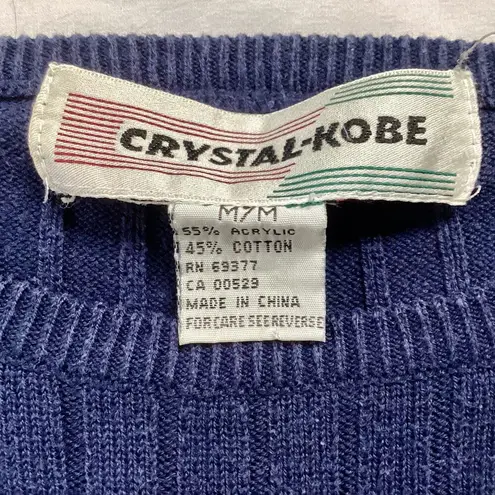 CRYSTAL-KOBE
M/M
55% ACRYLIC
45% COTTON
RN 69377
CA 00529
MADE IN CHINA
FOR CARE SEE REVERSE